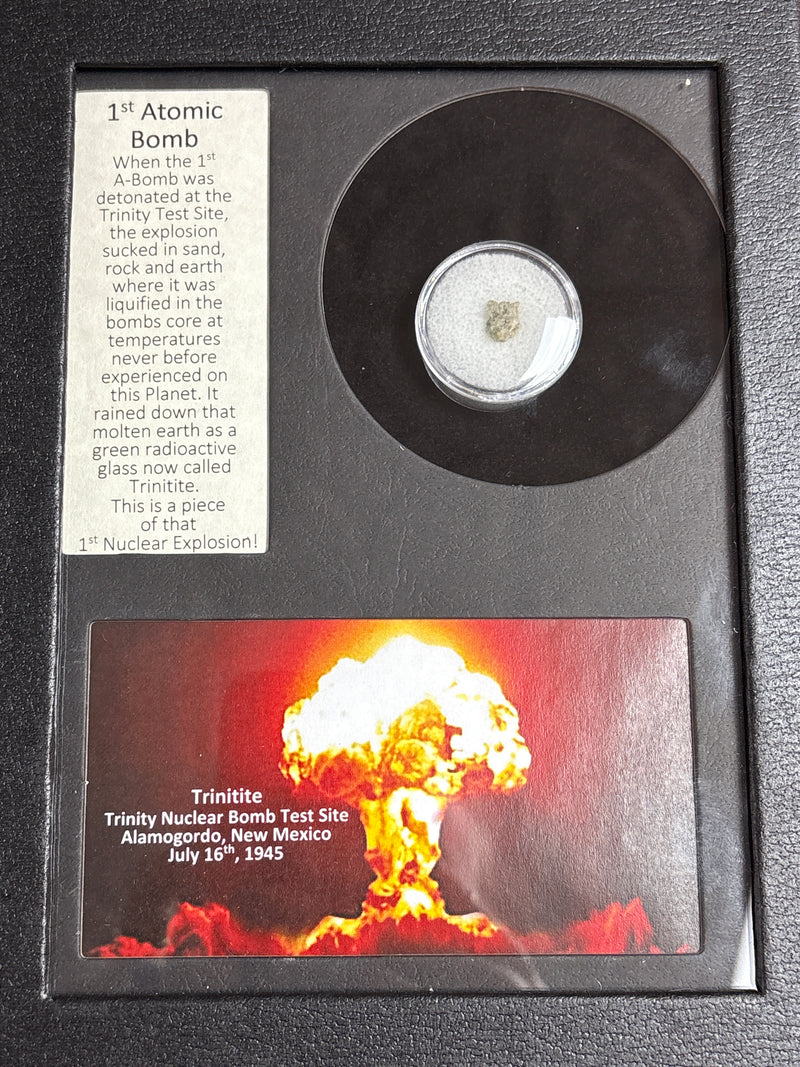 1st Atomic
Bomb
When the 1st
A-Bomb was
detonated at the
Trinity Test Site,
the explosion
sucked in sand,
rock and earth
where it was
liquified in the
bombs core at
temperatures
never before
experienced on
this Planet. It
rained down that
molten earth as a
green radioactive
glass now called
Trinitite.
This is a piece
of that
1st Nuclear Explosion!
Trinitite
Trinity Nuclear Bomb Test Site
Alamogordo, New Mexico
July 16th, 1945